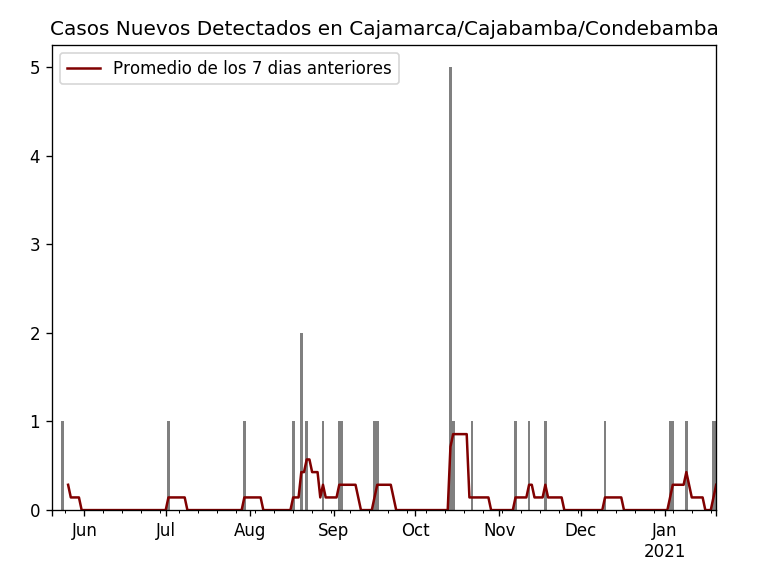 Casos Nuevos Detectados en Cajamarca/Cajabamba/Condebamba
Promedio de los 7 dias anteriores
5
4
3
2
1
0
Jun Jul Aug Sep Oct Nov Dec Jan
2021